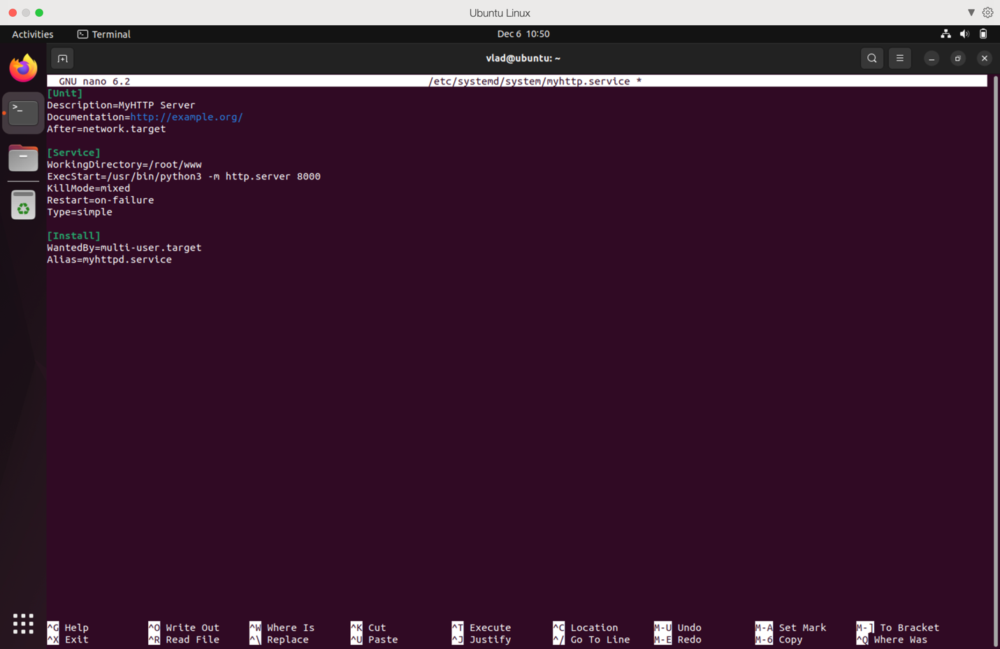 Ubuntu Linux
Activities Terminal Dec 6 10:50
vlad@ubuntu: ~
GNU nano 6.2 /etc/systemd/system/myhttp.service *
[Unit]
Description=MyHTTP Server
Documentation=http://example.org/
After=network.target
[Service]
WorkingDirectory=/root/www
ExecStart=/usr/bin/python3 -m http.server 8000
KillMode=mixed
Restart=on-failure
Type=simple
[Install]
WantedBy=multi-user.target
Alias=myhttpd.service
^G Help ^O Write Out ^W Where Is ^K Cut ^T Execute ^C Location M-U Undo M-A Set Mark M-] To Bracket
^X Exit ^R Read File ^\ Replace ^U Paste ^J Justify ^/ Go To Line M-E Redo M-6 Copy ^Q Where Was